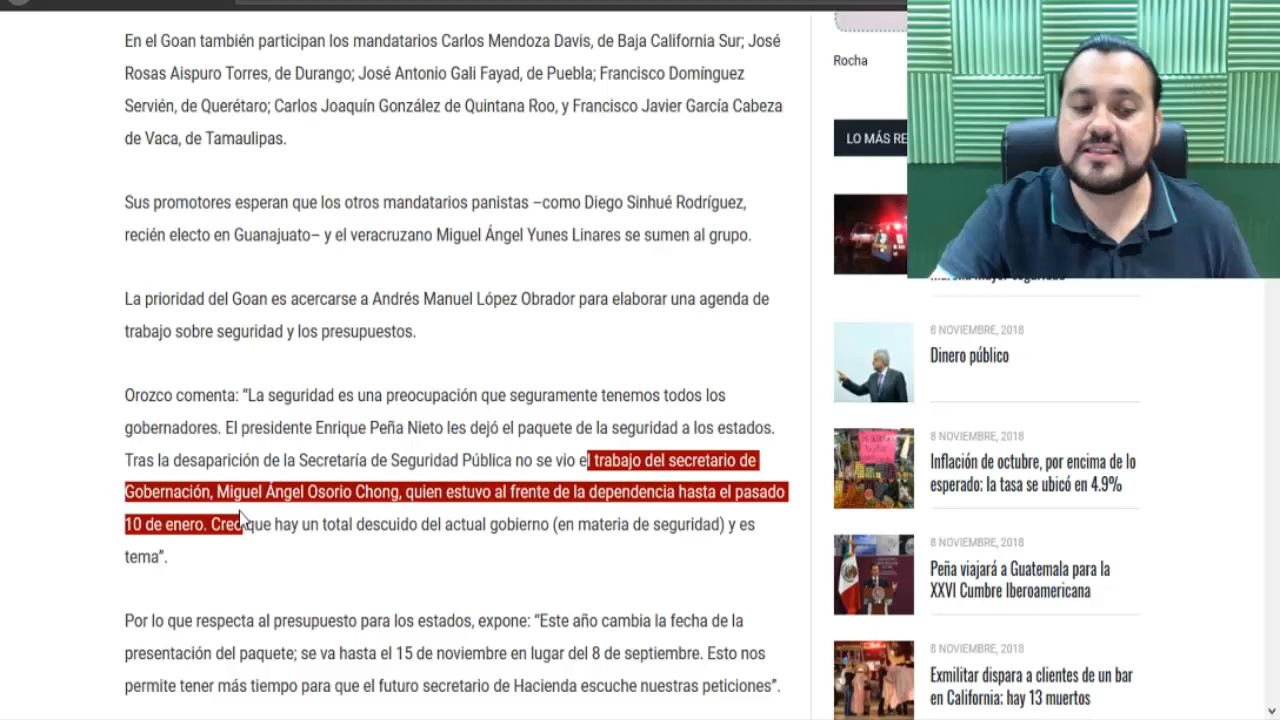 En el Goan también participan los mandatarios Carlos Mendoza Davis, de Baja California Sur; José
Rosas Aispuro Torres, de Durango; José Antonio Gali Fayad, de Puebla; Francisco Domínguez
Servién, de Querétaro; Carlos Joaquín González de Quintana Roo, y Francisco Javier García Cabeza
de Vaca, de Tamaulipas.
Sus promotores esperan que los otros mandatarios panistas –como Diego Sinhué Rodríguez,
recién electo en Guanajuato– y el veracruzano Miguel Ángel Yunes Linares se sumen al grupo.
La prioridad del Goan es acercarse a Andrés Manuel López Obrador para elaborar una agenda de
trabajo sobre seguridad y los presupuestos.
Orozco comenta: “La seguridad es una preocupación que seguramente tenemos todos los
gobernadores. El presidente Enrique Peña Nieto les dejó el paquete de la seguridad a los estados.
Tras la desaparición de la Secretaría de Seguridad Pública no se vio el trabajo del secretario de
Gobernación, Miguel Ángel Osorio Chong, quien estuvo al frente de la dependencia hasta el pasado
10 de enero. Creo que hay un total descuido del actual gobierno (en materia de seguridad) y es
tema”.
Por lo que respecta al presupuesto para los estados, expone: “Este año cambia la fecha de la
presentación del paquete; se va hasta el 15 de noviembre en lugar del 8 de septiembre. Esto nos
permite tener más tiempo para que el futuro secretario de Hacienda escuche nuestras peticiones”.
Rocha
LO MÁS RE
8 NOVIEMBRE, 2018
Dinero público
8 NOVIEMBRE, 2018
Inflación de octubre, por encima de lo
esperado: la tasa se ubicó en 4.9%
8 NOVIEMBRE, 2018
Peña viajará a Guatemala para la
XXVI Cumbre Iberoamericana
8 NOVIEMBRE, 2018
Exmilitar dispara a clientes de un bar
en California: hay 13 muertos